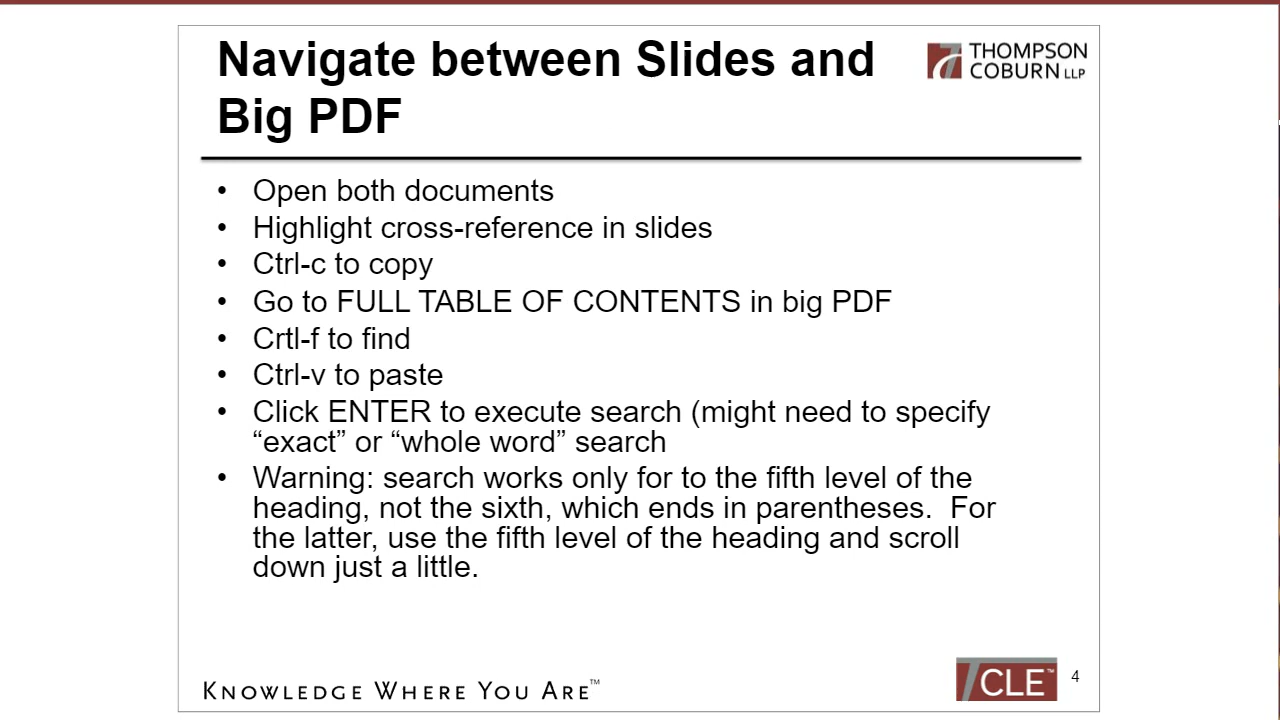 Navigate between Slides and
Big PDF
THOMPSON
COBURN LLP
• Open both documents
• Highlight cross-reference in slides
• Ctrl-c to copy
• Go to FULL TABLE OF CONTENTS in big PDF
• Crtl-f to find
• Ctrl-v to paste
• Click ENTER to execute search (might need to specify
“exact” or “whole word” search
• Warning: search works only for to the fifth level of the
heading, not the sixth, which ends in parentheses.  For
the latter, use the fifth level of the heading and scroll
down just a little.
KNOWLEDGE WHERE YOU ARE™
CLE™
4